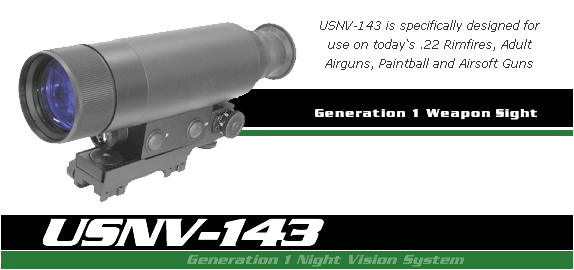 USNV-143 is specifically designed for
use on today's .22 Rimfires, Adult
Airguns, Paintball and Airsoft Guns
Generation 1 Weapon Sight
USNV-143
Generation 1 Night Vision System